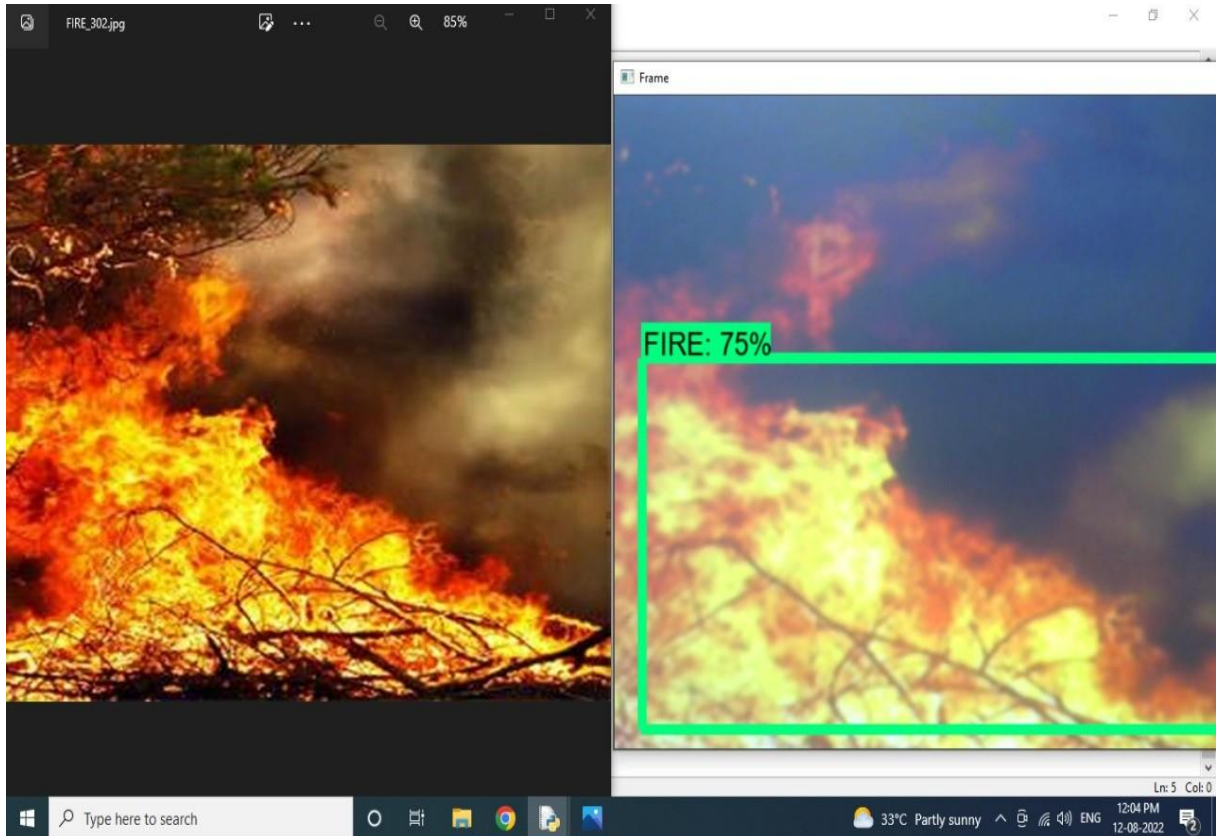 FIRE_302.jpg
85%
Frame
FIRE: 75%
Ln: 5 Col: 0
Type here to search
33°C Partly sunny
ENG
12:04 PM
12-08-2022
2